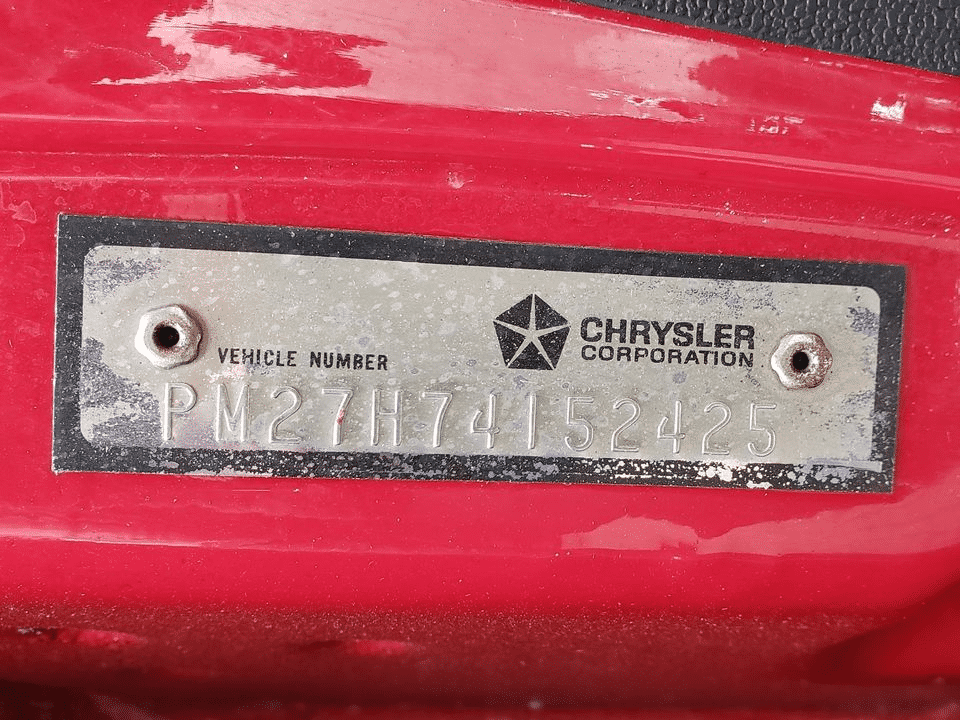 CHRYSLER
CORPORATION
VEHICLE NUMBER
PM27H74152425